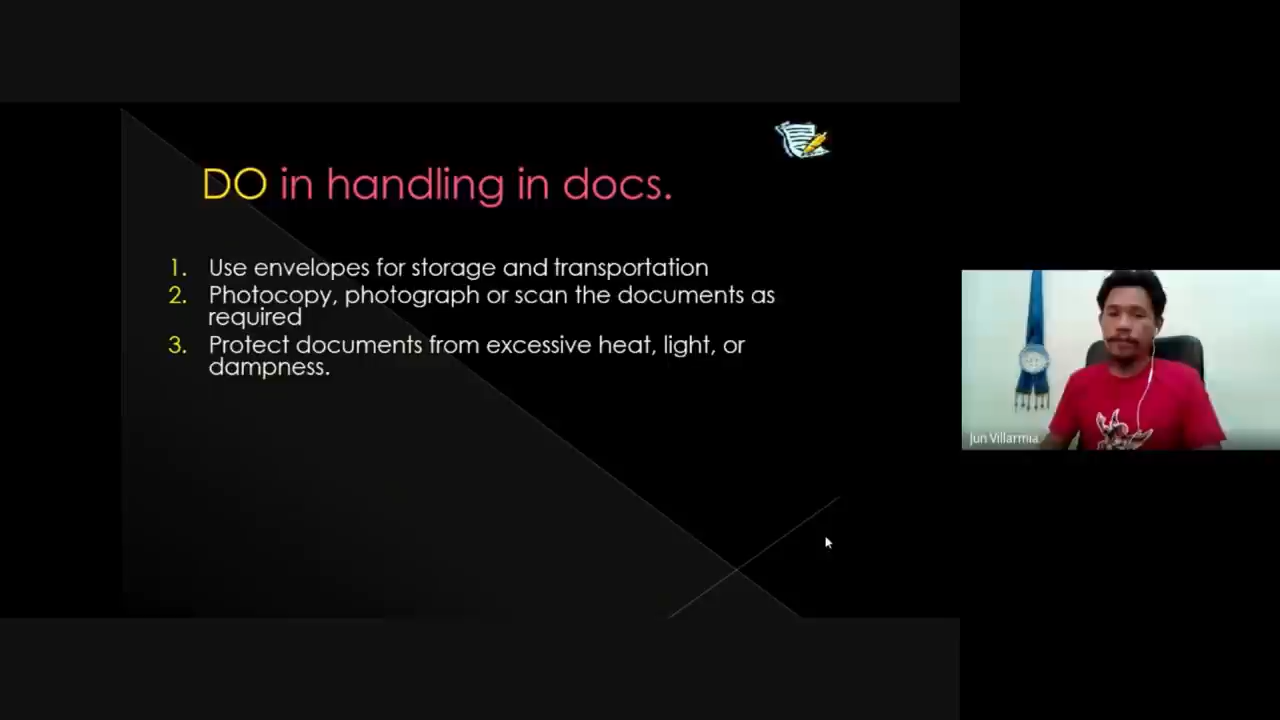 DO in handling in docs.
1. Use envelopes for storage and transportation
2. Photocopy, photograph or scan the documents as
required
3. Protect documents from excessive heat, light, or
dampness.
Jun Villarmia